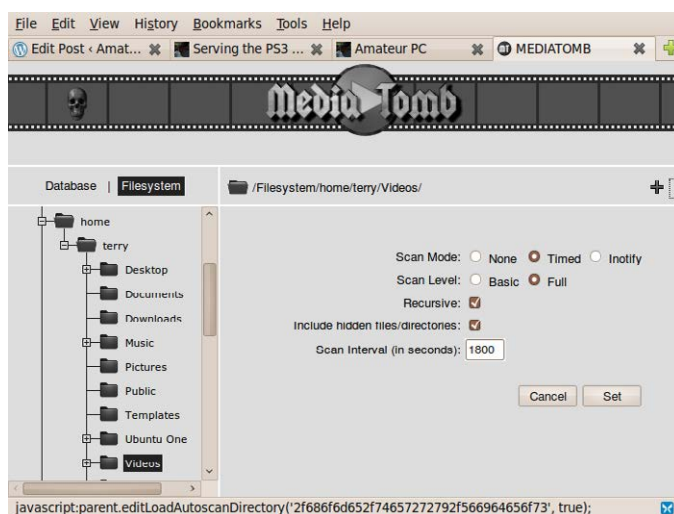 File Edit View History Bookmarks Tools Help
Edit Post ‹ Amat... Serving the PS3 ... Amateur PC MEDIATOMB
Media Tomb
Database | Filesystem
/Filesystem/home/terry/Videos/
home
terry
Desktop
Documents
Downloads
Music
Pictures
Public
Templates
Ubuntu One
Videos
Scan Mode: None Timed Inotify
Scan Level: Basic Full
Recursive:
Include hidden files/directories:
Scan Interval (in seconds): 1800
Cancel Set
javascript:parent.editLoadAutoscanDirectory('2f686f6d652f74657272792f566964656f73', true);